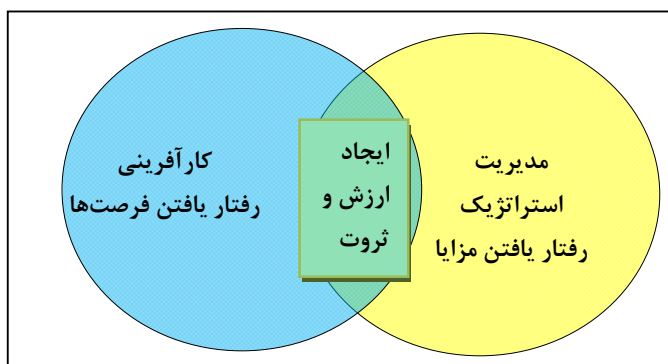 مدیریت
استراتژیک
رفتار یافتن مزایا
ایجاد
ارزش و
ثروت
کارآفرینی
رفتار یافتن فرصت‌ها